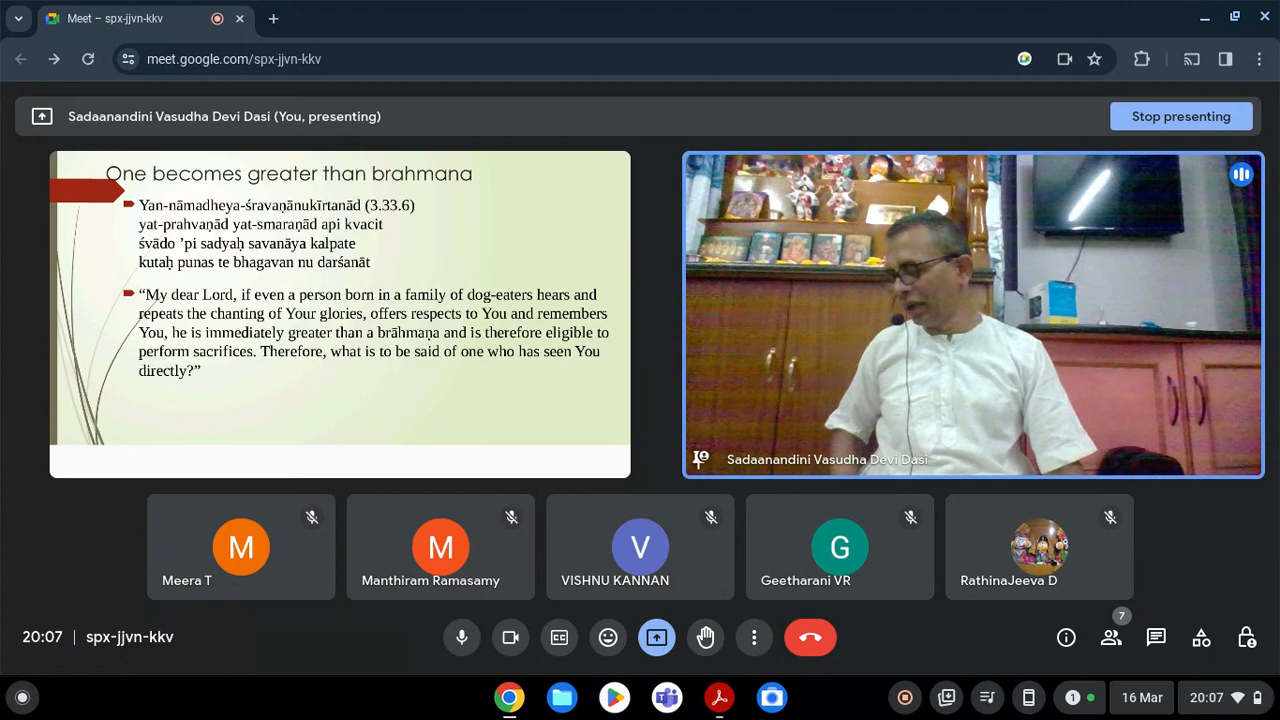 Meet – spx-jjvn-kkv
meet.google.com/spx-jjvn-kkv
Sadaanandini Vasudha Devi Dasi (You, presenting)
Stop presenting
One becomes greater than brahmana
Yan-nāmadheya-śravaṇānukīrtanād (3.33.6)
yat-prahvaṇād yat-smaraṇād api kvacit
śvādo ’pi sadyaḥ savanāya kalpate
kutaḥ punas te bhagavan nu darśanāt
“My dear Lord, if even a person born in a family of dog-eaters hears and
repeats the chanting of Your glories, offers respects to You and remembers
You, he is immediately greater than a brāhmaṇa and is therefore eligible to
perform sacrifices. Therefore, what is to be said of one who has seen You
directly?”
Sadaanandini Vasudha Devi Dasi
M
Meera T
M
Manthiram Ramasamy
V
VISHNU KANNAN
G
Geetharani VR
RathinaJeeva D
20:07 | spx-jjvn-kkv
7
1
16 Mar
20:07